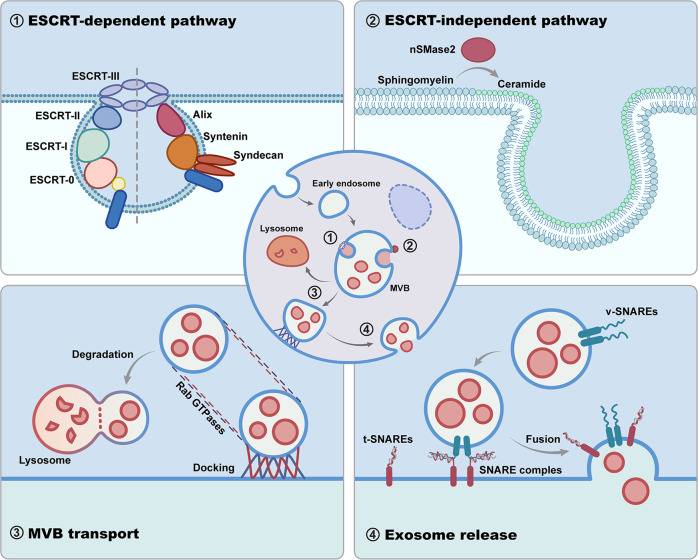 ① ESCRT-dependent pathway
ESCRT-III
ESCRT-II
Alix
ESCRT-I
Syntenin
Syndecan
ESCRT-0
② ESCRT-independent pathway
nSMase2
Sphingomyelin
Ceramide
Early endosome
Lysosome
①
②
MVB
③
④
Degradation
Rab GTPases
Lysosome
Docking
③ MVB transport
v-SNAREs
t-SNAREs
Fusion
SNARE comples
④ Exosome release